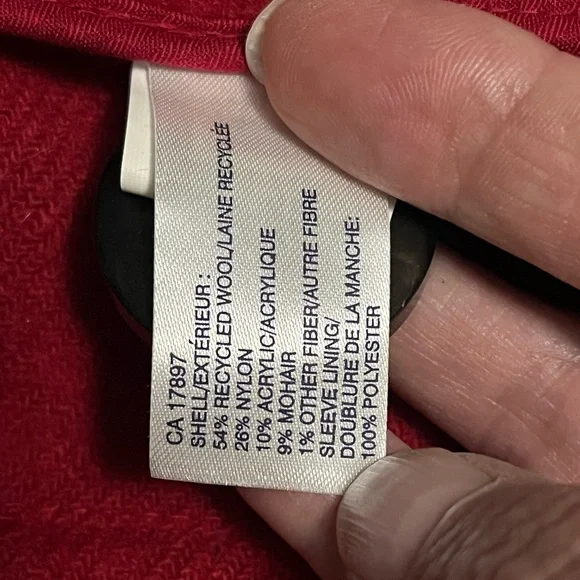 CA 17897
SHELL/EXTÉRIEUR :
54% RECYCLED WOOL/LAINE RECYCLÉE
26% NYLON
10% ACRYLIC/ACRYLIQUE
9% MOHAIR
1% OTHER FIBER/AUTRE FIBRE
SLEEVE LINING/
DOUBLURE DE LA MANCHE:
100% POLYESTER